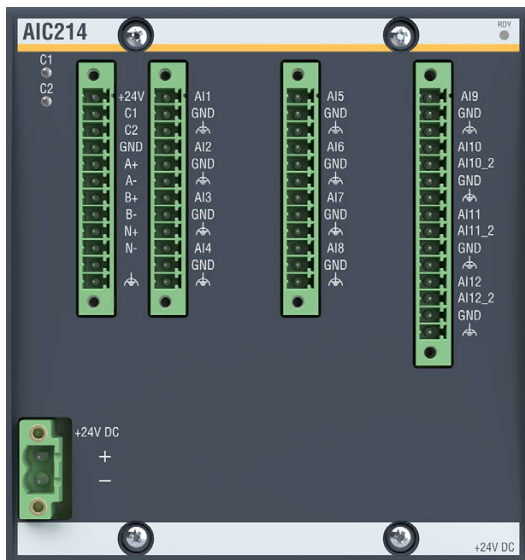 AIC214
RDY
C1
C2
+24V
C1
C2
GND
A+
A-
B+
B-
N+
N-
AI1
GND
AI2
GND
AI3
GND
AI4
GND
AI5
GND
AI6
GND
AI7
GND
AI8
GND
AI9
GND
AI10
AI10_2
GND
AI11
AI11_2
GND
AI12
AI12_2
GND
+24V DC
+
−
+24V DC